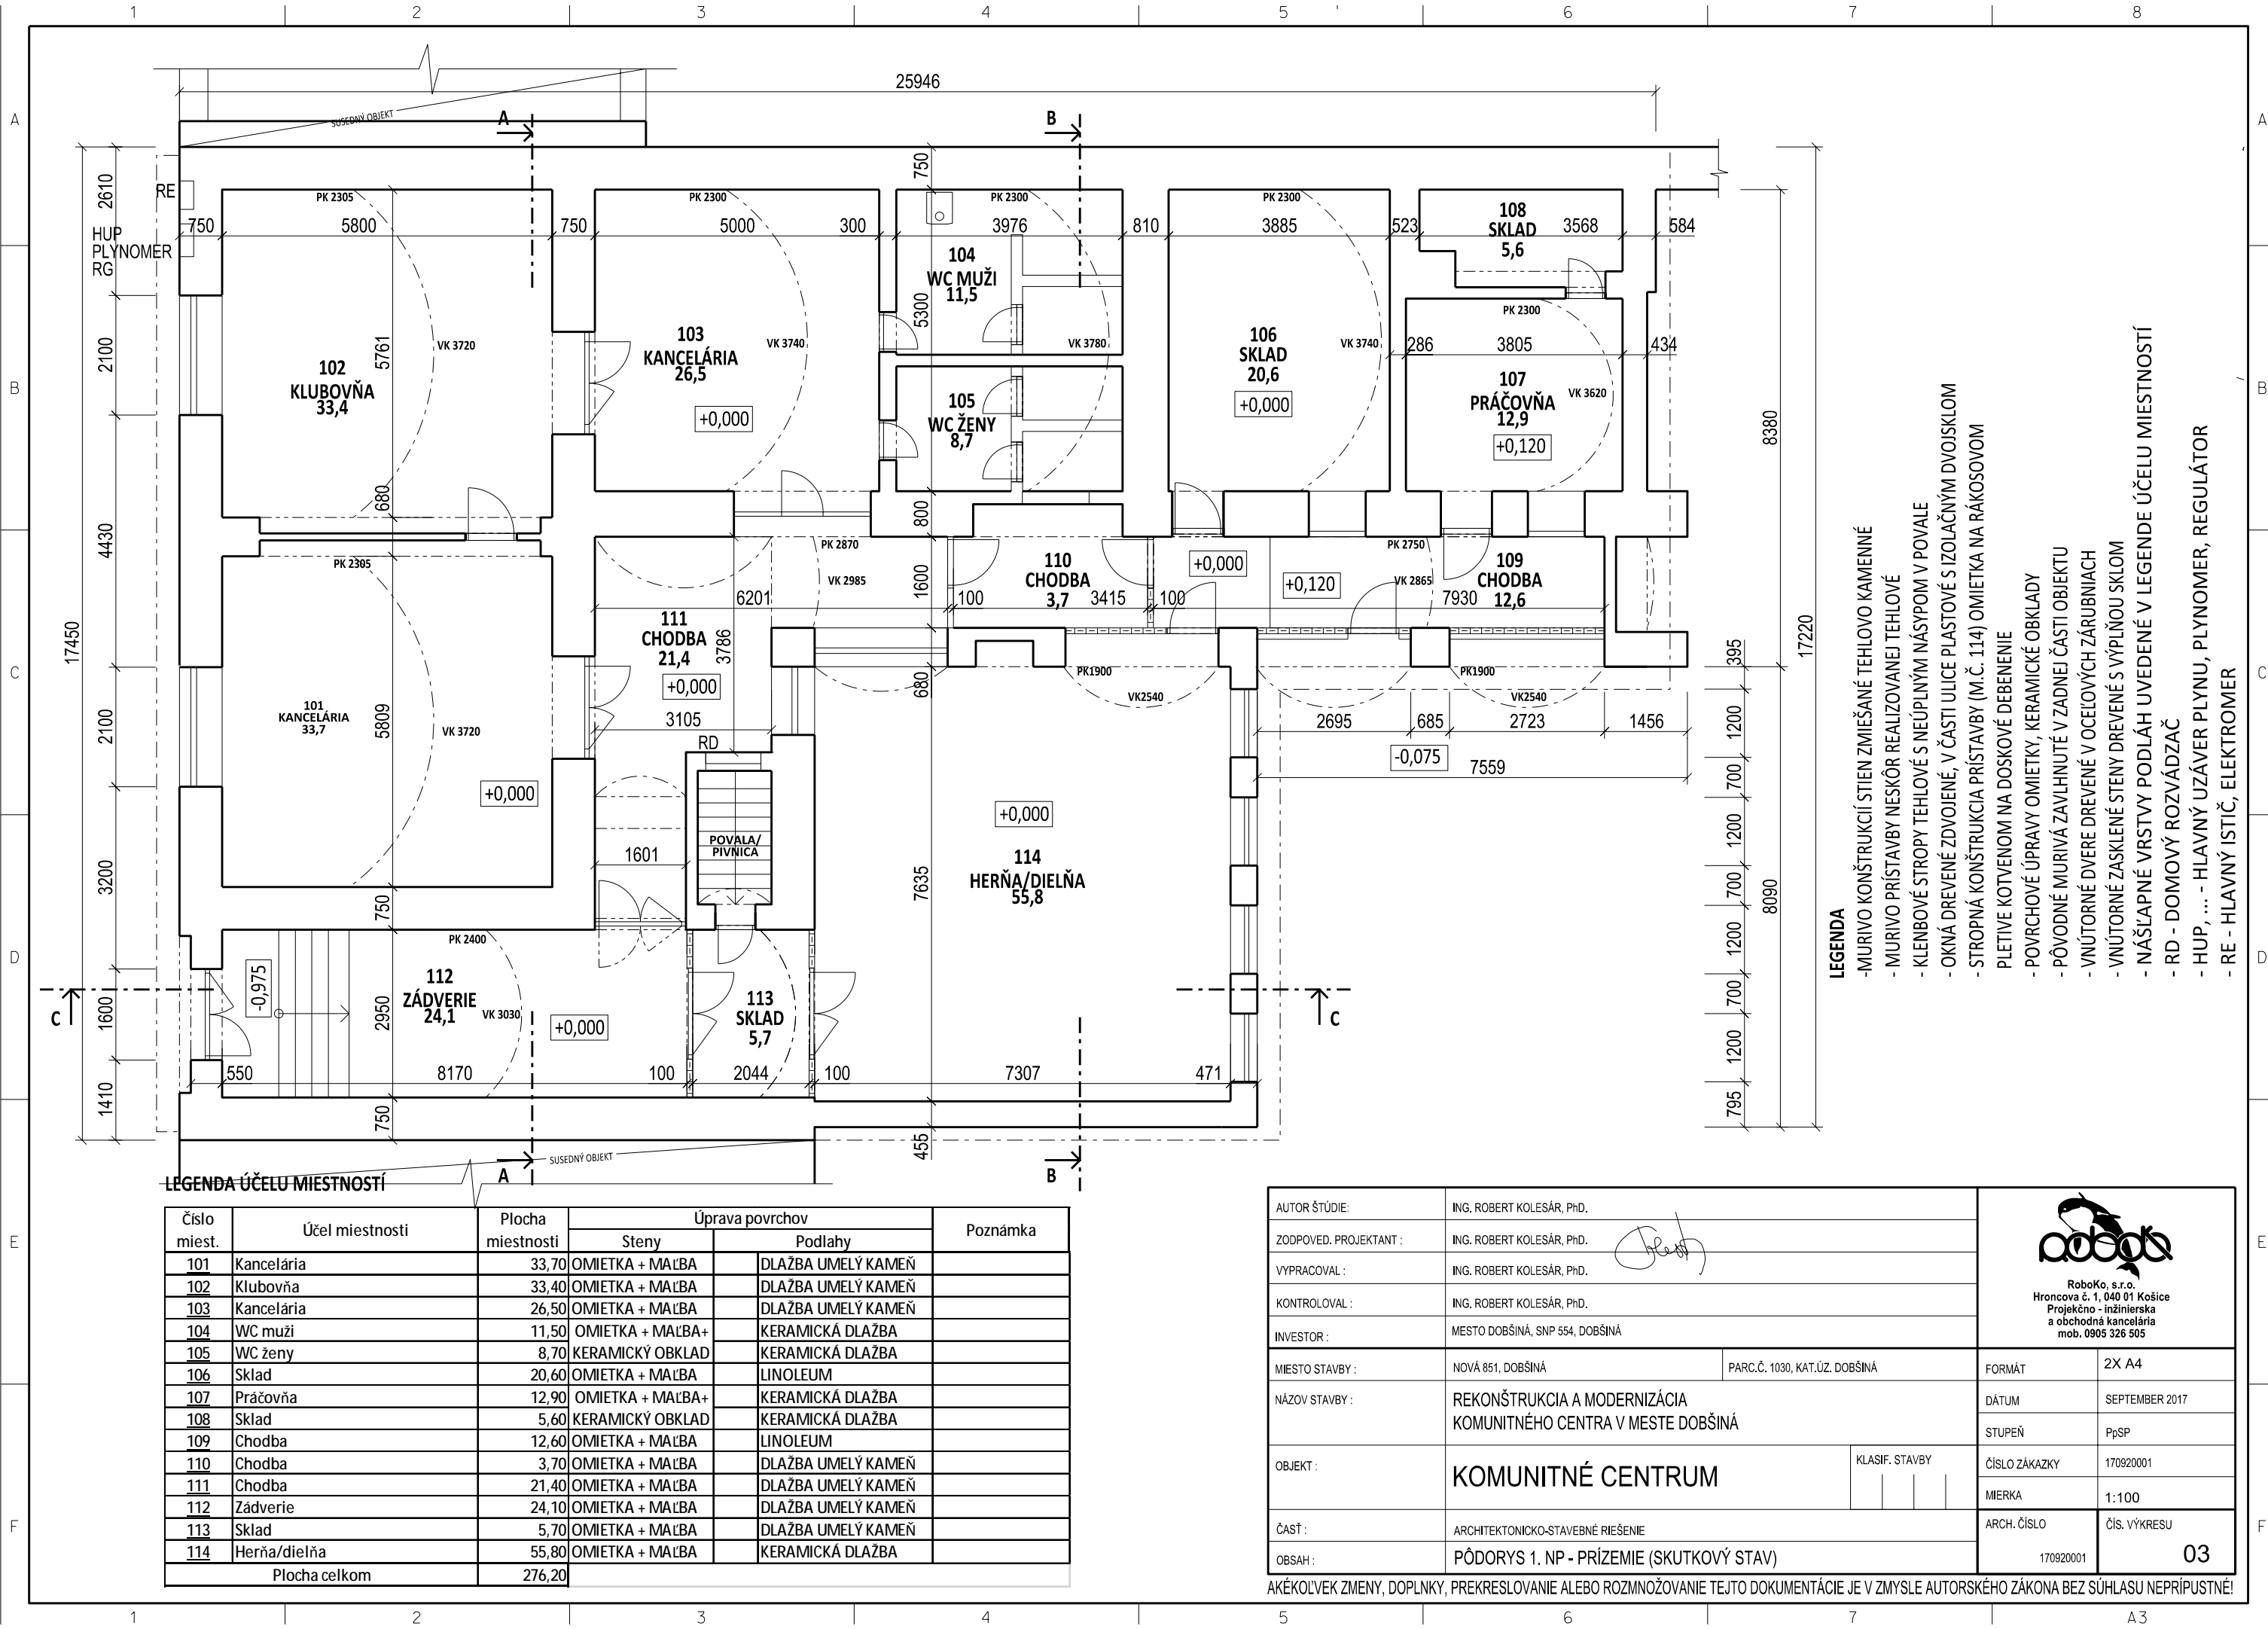 1 2 3 4 5 6 7 8
A
B
C
D
E
F
25946
SUSEDNÝ OBJEKT
A
B
2610
2100
4430
2100
3200
1600
1410
17450
RE
HUP
PLYNOMER
RG
750
5800
750
5000
300
3976
810
3885
523
3568
584
PK 2305
PK 2300
PK 2300
PK 2300
750
5761
VK 3720
102
KLUBOVŇA
33,4
680
103
KANCELÁRIA
26,5
VK 3740
+0,000
104
WC MUŽI
11,5
5300
VK 3780
105
WC ŽENY
8,7
800
106
SKLAD
20,6
VK 3740
+0,000
108
SKLAD
5,6
PK 2300
286
3805
434
107
PRÁČOVŇA
12,9
VK 3620
+0,120
8380
17220
PK 2305
101
KANCELÁRIA
33,7
5809
VK 3720
+0,000
PK 2870
VK 2985
1600
6201
111
CHODBA
21,4
3786
+0,000
3105
RD
680
100
110
CHODBA
3,7
3415
100
+0,000
+0,120
PK 2750
VK 2865
109
CHODBA
12,6
7930
PK1900
VK2540
PK1900
VK2540
2695
685
2723
1456
-0,075
7559
395
1200
700
1200
700
1200
700
1200
795
8090
1601
POVALA/
PIVNICA
7635
+0,000
114
HERŇA/DIELŇA
55,8
750
PK 2400
-0,975
112
ZÁDVERIE
24,1
2950
VK 3030
+0,000
113
SKLAD
5,7
C
C
550
8170
100
2044
100
7307
471
750
455
SUSEDNÝ OBJEKT
A
B
LEGENDA
-MURIVO KONŠTRUKCIÍ STIEN ZMIEŠANÉ TEHLOVO KAMENNÉ
- MURIVO PRÍSTAVBY NESKÔR REALIZOVANEJ TEHLOVÉ
- KLENBOVÉ STROPY TEHLOVÉ S NEÚPLNÝM NÁSYPOM V POVALE
- OKNÁ DREVENÉ ZDVOJENÉ, V ČASTI ULICE PLASTOVÉ S IZOLAČNÝM DVOJSKLOM
- STROPNÁ KONŠTRUKCIA PRÍSTAVBY (M.Č. 114) OMIETKA NA RÁKOSOVOM
PLETIVE KOTVENOM NA DOSKOVÉ DEBENENIE
- POVRCHOVÉ ÚPRAVY OMIETKY, KERAMICKÉ OBKLADY
- PÔVODNÉ MURIVÁ ZAVLHNUTÉ V ZADNEJ ČASTI OBJEKTU
- VNÚTORNÉ DVERE DREVENÉ V OCEĽOVÝCH ZÁRUBNIACH
- VNÚTORNÉ ZASKLENÉ STENY DREVENÉ S VÝPLŇOU SKLOM
- NÁŠĽAPNÉ VRSTVY PODLÁH UVEDENÉ V LEGENDE ÚČELU MIESTNOSTÍ
- RD - DOMOVÝ ROZVÁDZAČ
- HUP, ... - HLAVNÝ UZÁVER PLYNU, PLYNOMER, REGULÁTOR
- RE - HLAVNÝ ISTIČ, ELEKTROMER
LEGENDA ÚČELU MIESTNOSTÍ
Číslo miest. Účel miestnosti Plocha miestnosti Úprava povrchov Poznámka
Steny Podlahy
101 Kancelária 33,70 OMIETKA + MAĽBA DLAŽBA UMELÝ KAMEŇ
102 Klubovňa 33,40 OMIETKA + MAĽBA DLAŽBA UMELÝ KAMEŇ
103 Kancelária 26,50 OMIETKA + MAĽBA DLAŽBA UMELÝ KAMEŇ
104 WC muži 11,50 OMIETKA + MAĽBA+ KERAMICKÁ DLAŽBA
105 WC ženy 8,70 KERAMICKÝ OBKLAD KERAMICKÁ DLAŽBA
106 Sklad 20,60 OMIETKA + MAĽBA LINOLEUM
107 Práčovňa 12,90 OMIETKA + MAĽBA+ KERAMICKÁ DLAŽBA
108 Sklad 5,60 KERAMICKÝ OBKLAD KERAMICKÁ DLAŽBA
109 Chodba 12,60 OMIETKA + MAĽBA LINOLEUM
110 Chodba 3,70 OMIETKA + MAĽBA DLAŽBA UMELÝ KAMEŇ
111 Chodba 21,40 OMIETKA + MAĽBA DLAŽBA UMELÝ KAMEŇ
112 Zádverie 24,10 OMIETKA + MAĽBA DLAŽBA UMELÝ KAMEŇ
113 Sklad 5,70 OMIETKA + MAĽBA DLAŽBA UMELÝ KAMEŇ
114 Herňa/dielňa 55,80 OMIETKA + MAĽBA KERAMICKÁ DLAŽBA
Plocha celkom 276,20
AUTOR ŠTÚDIE: ING. ROBERT KOLESÁR, PhD.
ZODPOVED. PROJEKTANT : ING. ROBERT KOLESÁR, PhD.
VYPRACOVAL : ING. ROBERT KOLESÁR, PhD.
KONTROLOVAL : ING. ROBERT KOLESÁR, PhD.
INVESTOR : MESTO DOBŠINÁ, SNP 554, DOBŠINÁ
RoboKo
RoboKo, s.r.o.
Hroncova č. 1, 040 01 Košice
Projekčno - inžinierska
a obchodná kancelária
mob. 0905 326 505
MIESTO STAVBY : NOVÁ 851, DOBŠINÁ PARC.Č. 1030, KAT.ÚZ. DOBŠINÁ
FORMÁT 2X A4
NÁZOV STAVBY : REKONŠTRUKCIA A MODERNIZÁCIA
KOMUNITNÉHO CENTRA V MESTE DOBŠINÁ
DÁTUM SEPTEMBER 2017
STUPEŇ PpSP
OBJEKT : KOMUNITNÉ CENTRUM KLASIF. STAVBY
ČÍSLO ZÁKAZKY 170920001
MIERKA 1:100
ČASŤ : ARCHITEKTONICKO-STAVEBNÉ RIEŠENIE
ARCH. ČÍSLO 170920001
ČÍS. VÝKRESU 03
OBSAH : PÔDORYS 1. NP - PRÍZEMIE (SKUTKOVÝ STAV)
AKÉKOĽVEK ZMENY, DOPLNKY, PREKRESLOVANIE ALEBO ROZMNOŽOVANIE TEJTO DOKUMENTÁCIE JE V ZMYSLE AUTORSKÉHO ZÁKONA BEZ SÚHLASU NEPRÍPUSTNÉ!
A
B
C
D
E
F
1 2 3 4 5 6 7 A3